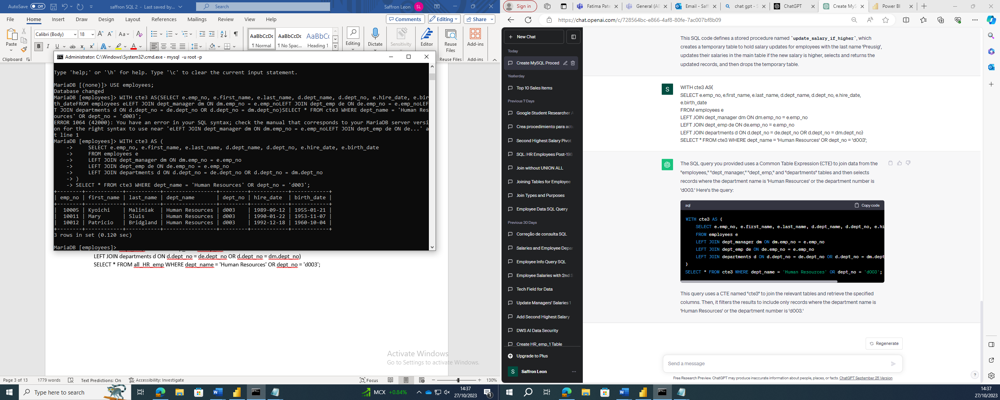 AutoSave Off saffron SQL 2 - Last saved by... Search Saffron Leon SL
File Home Insert Draw Design Layout References Mailings Review View Help Comments Editing Share
Paste Calibri (Body) 18 Aa AaBbCcDc AaBbCcDc AaBbCc Editing Dictate Sensitivity Editor Reuse Files Add-ins
¶ Normal ¶ No Spac... Heading 1
Clipboard Reuse Files Add-ins
Administrator: C:\Windows\System32\cmd.exe - mysql -u root -p
Type 'help;' or '\h' for help. Type '\c' to clear the current input statement.
MariaDB [(none)]> USE employees;
Database changed
MariaDB [employees]> WITH cte3 AS(SELECT e.emp_no, e.first_name, e.last_name, d.dept_name, d.dept_no, e.hire_date, e.bir
th_dateFROM employees eLEFT JOIN dept_manager dm ON dm.emp_no = e.emp_noLEFT JOIN dept_emp de ON de.emp_no = e.emp_noLEF
T JOIN departments d ON d.dept_no = de.dept_no OR d.dept_no = dm.dept_no)SELECT * FROM cte3 WHERE dept_name = 'Human Res
ources' OR dept_no = 'd003';
ERROR 1064 (42000): You have an error in your SQL syntax; check the manual that corresponds to your MariaDB server versi
on for the right syntax to use near 'eLEFT JOIN dept_manager dm ON dm.emp_no = e.emp_noLEFT JOIN dept_emp de ON de...' a
t line 1
MariaDB [employees]> WITH cte3 AS (
-> SELECT e.emp_no, e.first_name, e.last_name, d.dept_name, d.dept_no, e.hire_date, e.birth_date
-> FROM employees e
-> LEFT JOIN dept_manager dm ON dm.emp_no = e.emp_no
-> LEFT JOIN dept_emp de ON de.emp_no = e.emp_no
-> LEFT JOIN departments d ON d.dept_no = de.dept_no OR d.dept_no = dm.dept_no
-> )
-> SELECT * FROM cte3 WHERE dept_name = 'Human Resources' OR dept_no = 'd003';
+--------+------------+-----------+-----------------+---------+------------+------------+
| emp_no | first_name | last_name | dept_name | dept_no | hire_date | birth_date |
+--------+------------+-----------+-----------------+---------+------------+------------+
| 10005 | Kyoichi | Maliniak | Human Resources | d003 | 1989-09-12 | 1955-01-21 |
| 10011 | Mary | Sluis | Human Resources | d003 | 1990-01-22 | 1953-11-07 |
| 10012 | Patricio | Bridgland | Human Resources | d003 | 1992-12-18 | 1960-10-04 |
+--------+------------+-----------+-----------------+---------+------------+------------+
3 rows in set (0.120 sec)
MariaDB [employees]>
LEFT JOIN departments d ON d.dept_no = de.dept_no OR d.dept_no = dm.dept_no)
SELECT * FROM all_HR_emp WHERE dept_name = 'Human Resources' OR dept_no = 'd003';
Activate Windows
Go to Settings to activate Windows.
Page 3 of 13 1779 words Text Predictions: On Accessibility: Investigate Focus 130%
Type here to search MCX +0.84% 14:37
27/10/2023 1
Sign in Fatima Pate General (AE Email - Saff chat gpt - S ChatGPT Create MyS Power BI
https://chat.openai.com/c/728564bc-e866-4af8-80fe-7ac007bf8b09
New Chat
Today
Create MySQL Proced
Yesterday
Top 10 Sales Items
Previous 7 Days
Google Student Researcher A
Crea procedimiento para actu
Second Highest Salary Pivot
SQL: HR Employees Post-198
Join without UNION ALL
Joining Tables for Employee
Join Types and Purposes
Employee Data SQL Query
Previous 30 Days
Correção de consulta SQL
Salaries and Employee Depar
Employee Info Query SQL
Employee Salaries with 2nd S
Tech Field for Data
Update Managers' Salaries 1
Add Second Highest Salary
DWS AI Data Security
Create HR_emp_1 Table
Upgrade to Plus
S Saffron Leon
This SQL code defines a stored procedure named `update_salary_if_higher`, which
creates a temporary table to hold salary updates for employees with the last name 'Preusig',
updates their salaries in the main table if the new salary is higher, selects and returns the
updated records, and then drops the temporary table.
S WITH cte3 AS(
SELECT e.emp_no, e.first_name, e.last_name, d.dept_name, d.dept_no, e.hire_date,
e.birth_date
FROM employees e
LEFT JOIN dept_manager dm ON dm.emp_no = e.emp_no
LEFT JOIN dept_emp de ON de.emp_no = e.emp_no
LEFT JOIN departments d ON d.dept_no = de.dept_no OR d.dept_no = dm.dept_no)
SELECT * FROM cte3 WHERE dept_name = 'Human Resources' OR dept_no = 'd003';
The SQL query you provided uses a Common Table Expression (CTE) to join data from the
"employees," "dept_manager," "dept_emp," and "departments" tables and then selects
records where the department name is 'Human Resources' or the department number is
'd003.' Here's the query:
sql Copy code
WITH cte3 AS (
SELECT e.emp_no, e.first_name, e.last_name, d.dept_name, d.dept_no, e.hi
FROM employees e
LEFT JOIN dept_manager dm ON dm.emp_no = e.emp_no
LEFT JOIN dept_emp de ON de.emp_no = e.emp_no
LEFT JOIN departments d ON d.dept_no = de.dept_no OR d.dept_no = dm.dept
)
SELECT * FROM cte3 WHERE dept_name = 'Human Resources' OR dept_no = 'd003';
This query uses a CTE named "cte3" to join the relevant tables and retrieve the specified
columns. Then, it filters the results to include only records where the department name is
'Human Resources' or the department number is 'd003.'
Regenerate
Send a message
Free Research Preview. ChatGPT may produce inaccurate information about people, places, or facts. ChatGPT September 25 Version
14:37
27/10/2023